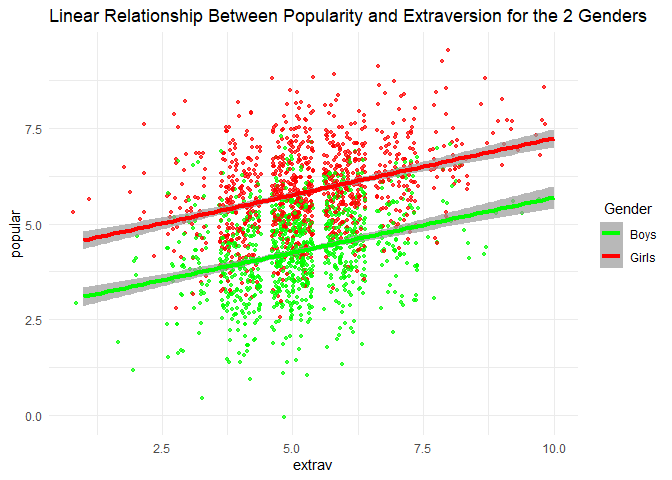 Linear Relationship Between Popularity and Extraversion for the 2 Genders
popular
7.5
5.0
2.5
0.0
2.5 5.0 7.5 10.0
extrav
Gender
Boys
Girls